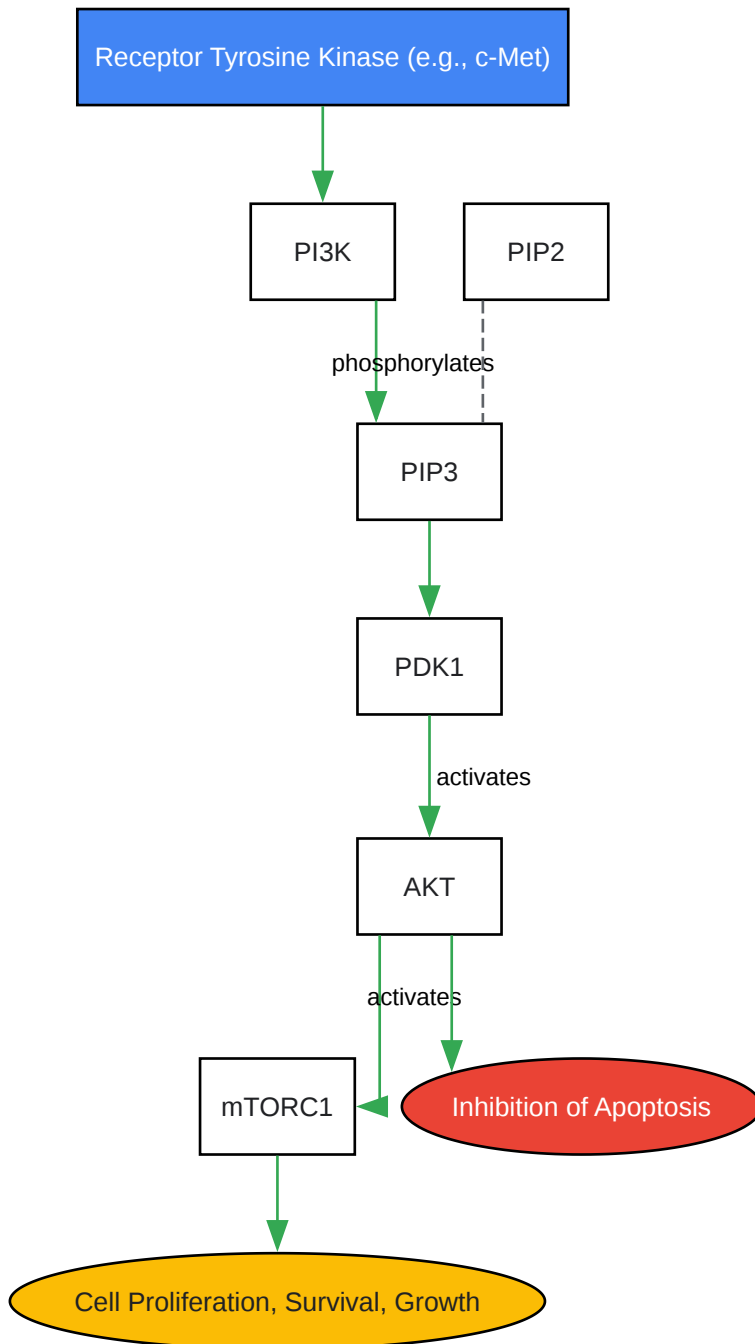 Receptor Tyrosine Kinase (e.g., c-Met)
PI3K
PIP2
phosphorylates
PIP3
PDK1
activates
AKT
activates
mTORC1
Inhibition of Apoptosis
Cell Proliferation, Survival, Growth